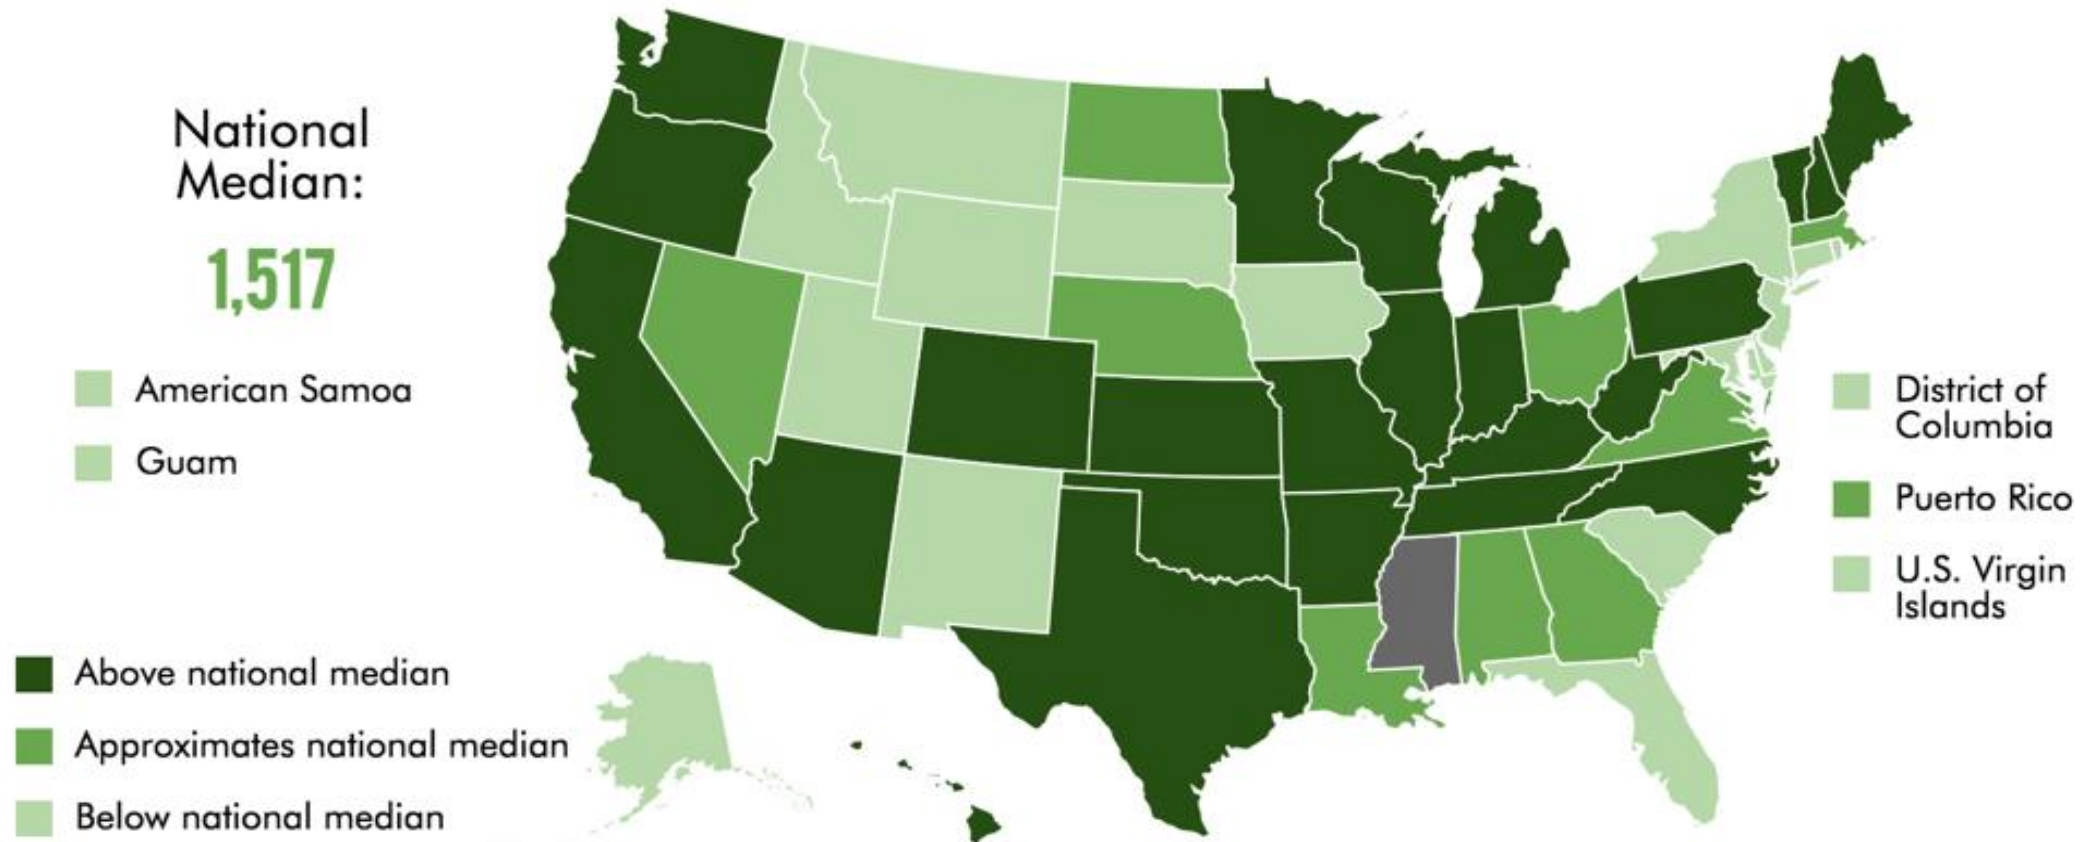 National
Median:
1,517
American Samoa
Guam
Above national median
Approximates national median
Below national median
District of
Columbia
Puerto Rico
U.S. Virgin
Islands